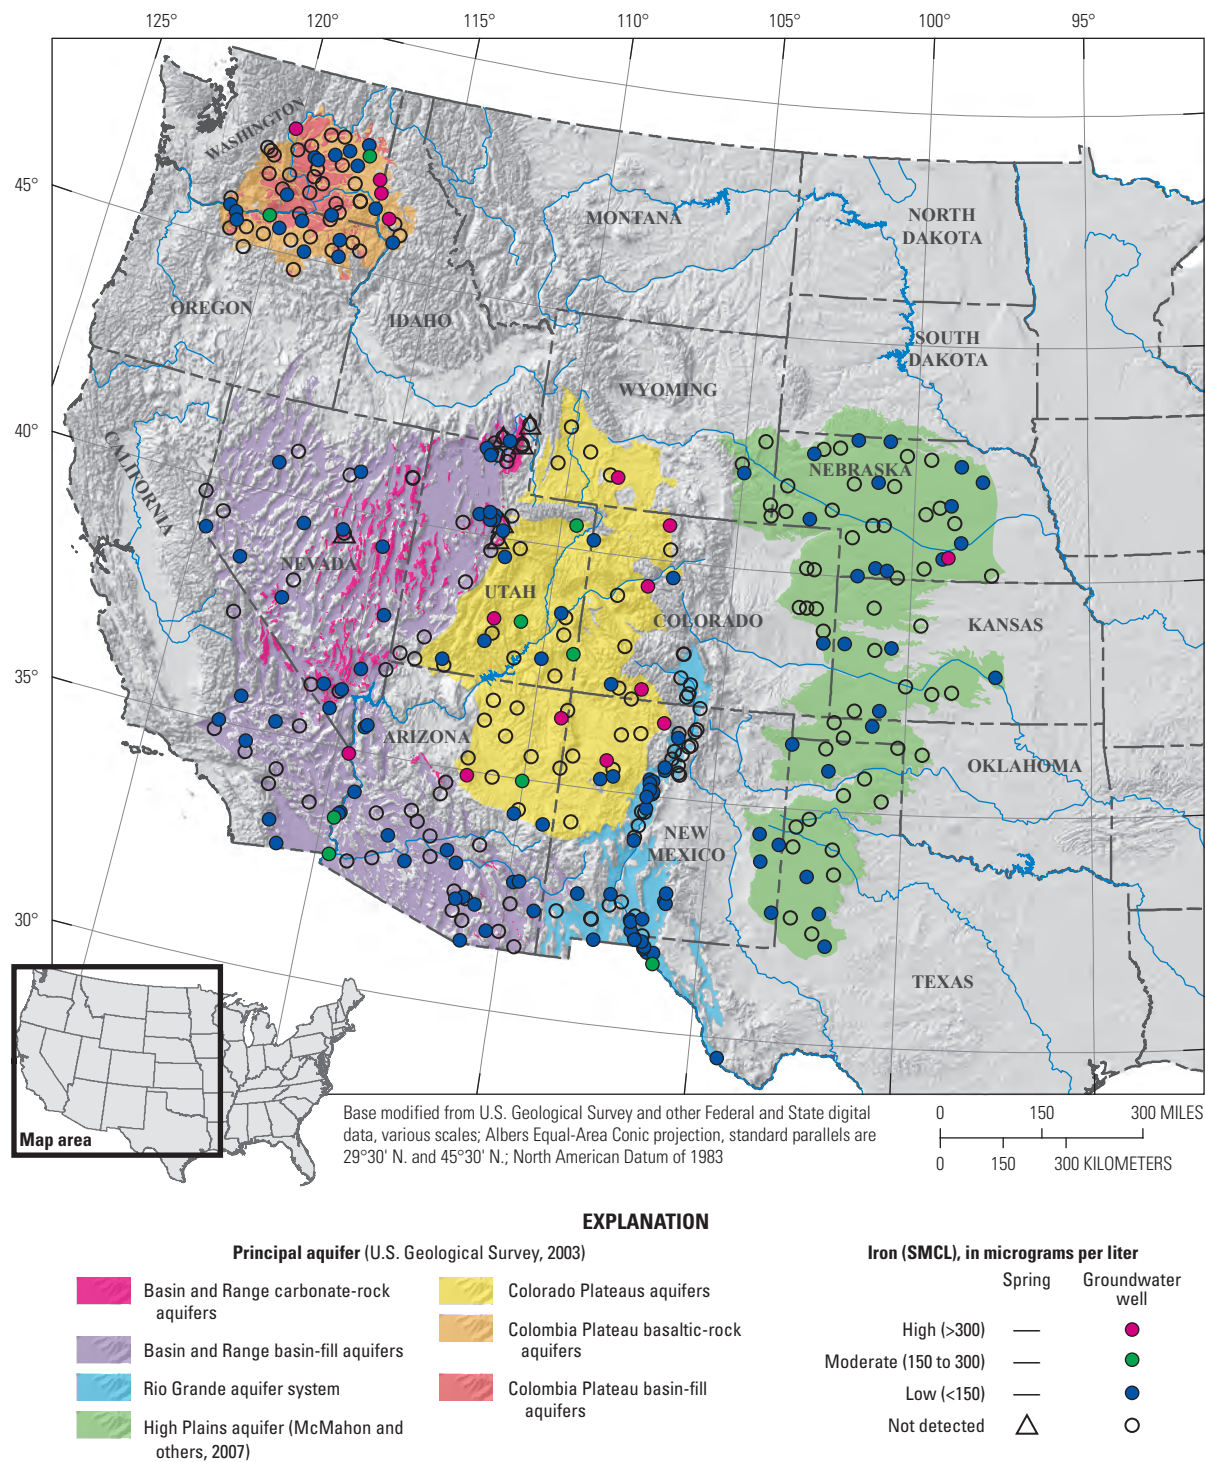 125°
120°
115°
110°
105°
100°
95°
45°
40°
35°
30°
WASHINGTON
MONTANA
NORTH
DAKOTA
OREGON
IDAHO
SOUTH
DAKOTA
WYOMING
CALIFORNIA
NEBRASKA
NEVADA
UTAH
COLORADO
KANSAS
ARIZONA
OKLAHOMA
NEW
MEXICO
TEXAS
Map area
Base modified from U.S. Geological Survey and other Federal and State digital
data, various scales; Albers Equal-Area Conic projection, standard parallels are
29°30' N. and 45°30' N.; North American Datum of 1983
0 150 300 MILES
0 150 300 KILOMETERS
EXPLANATION
Principal aquifer (U.S. Geological Survey, 2003)
Basin and Range carbonate-rock
aquifers
Basin and Range basin-fill aquifers
Rio Grande aquifer system
High Plains aquifer (McMahon and
others, 2007)
Colorado Plateaus aquifers
Colombia Plateau basaltic-rock
aquifers
Colombia Plateau basin-fill
aquifers
Iron (SMCL), in micrograms per liter
Spring Groundwater
well
High (>300)
Moderate (150 to 300)
Low (<150)
Not detected